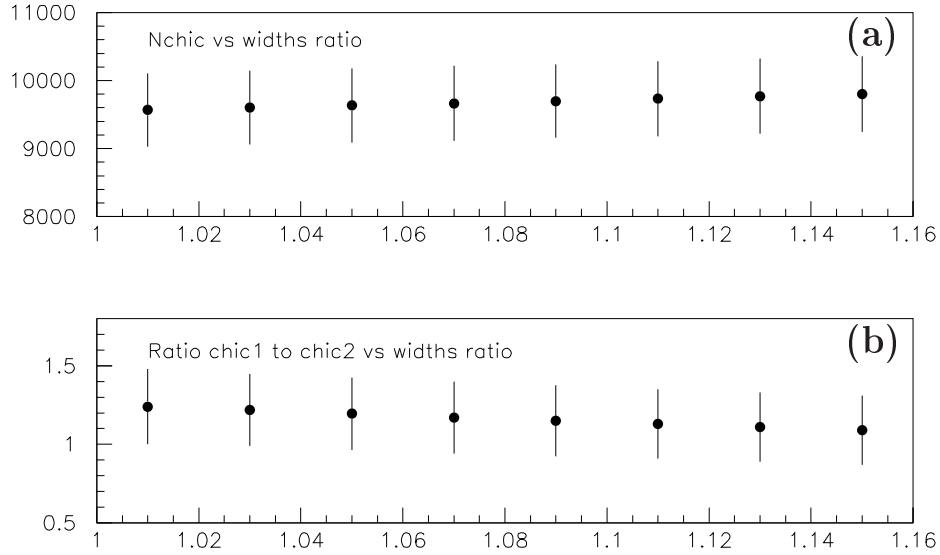 11000
10000
9000
8000
Nchic vs widths ratio
(a)
1 1.02 1.04 1.06 1.08 1.1 1.12 1.14 1.16
1.5
1
0.5
Ratio chic1 to chic2 vs widths ratio
(b)
1 1.02 1.04 1.06 1.08 1.1 1.12 1.14 1.16